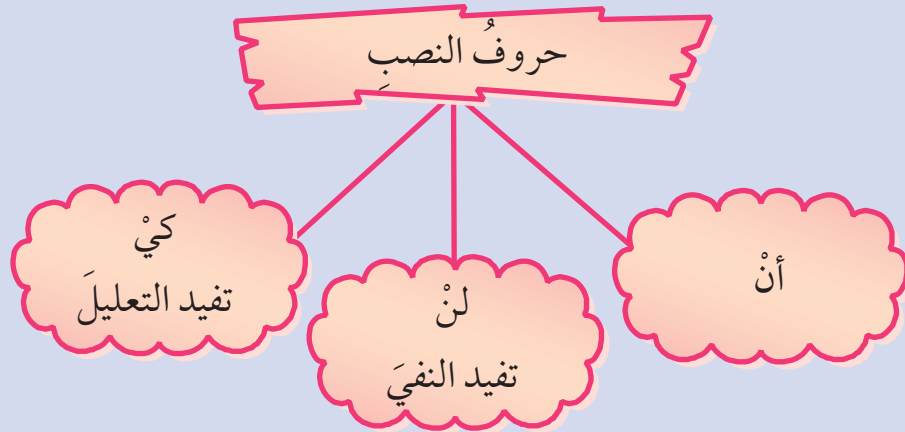 حروفُ النصبِ
أنْ
لنْ
تفيد النفيَ
كيْ
تفيد التعليلَ